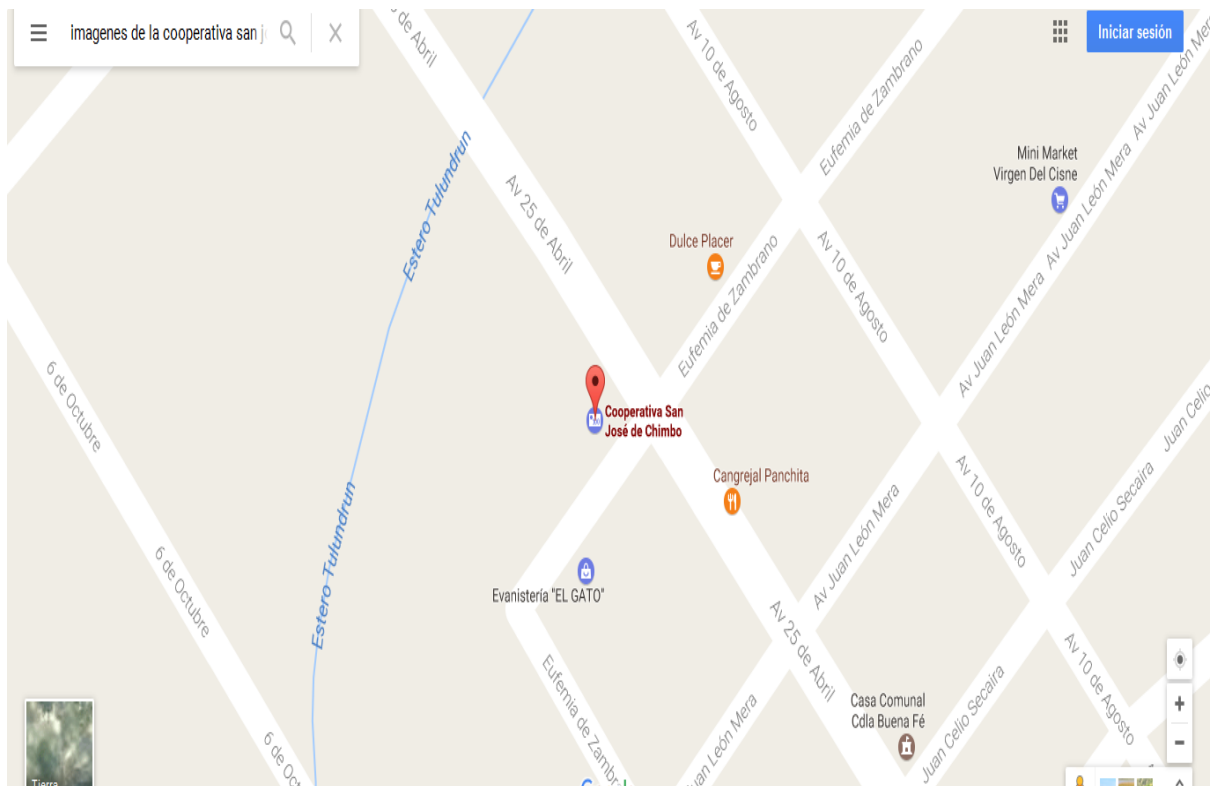 imagenes de la cooperativa san j
Iniciar sesión
de Abril
Av 10 de Agosto
Eufemia de Zambrano
Av Juan León Mera
Av Juan León Mera
Av Juan León Mera
Av Juan León Mera
Mini Market
Virgen Del Cisne
Estero Tulundrun
Av 25 de Abril
Dulce Placer
Eufemia de Zambrano
Av 10 de Agosto
6 de Octubre
Cooperativa San
José de Chimbo
Juan Celio
Cangrejal Panchita
Av 10 de Agosto
Juan Celio Secaira
Av Juan León Mera
Estero Tulundrun
6 de Octubre
Evanistería "EL GATO"
Av 25 de Abril
Eufemia de Zambr
Av 10 de Agosto
Casa Comunal
Cdla Buena Fé
Juan Celio Secaira
Juan León Mera
6 de Oc
Tierra